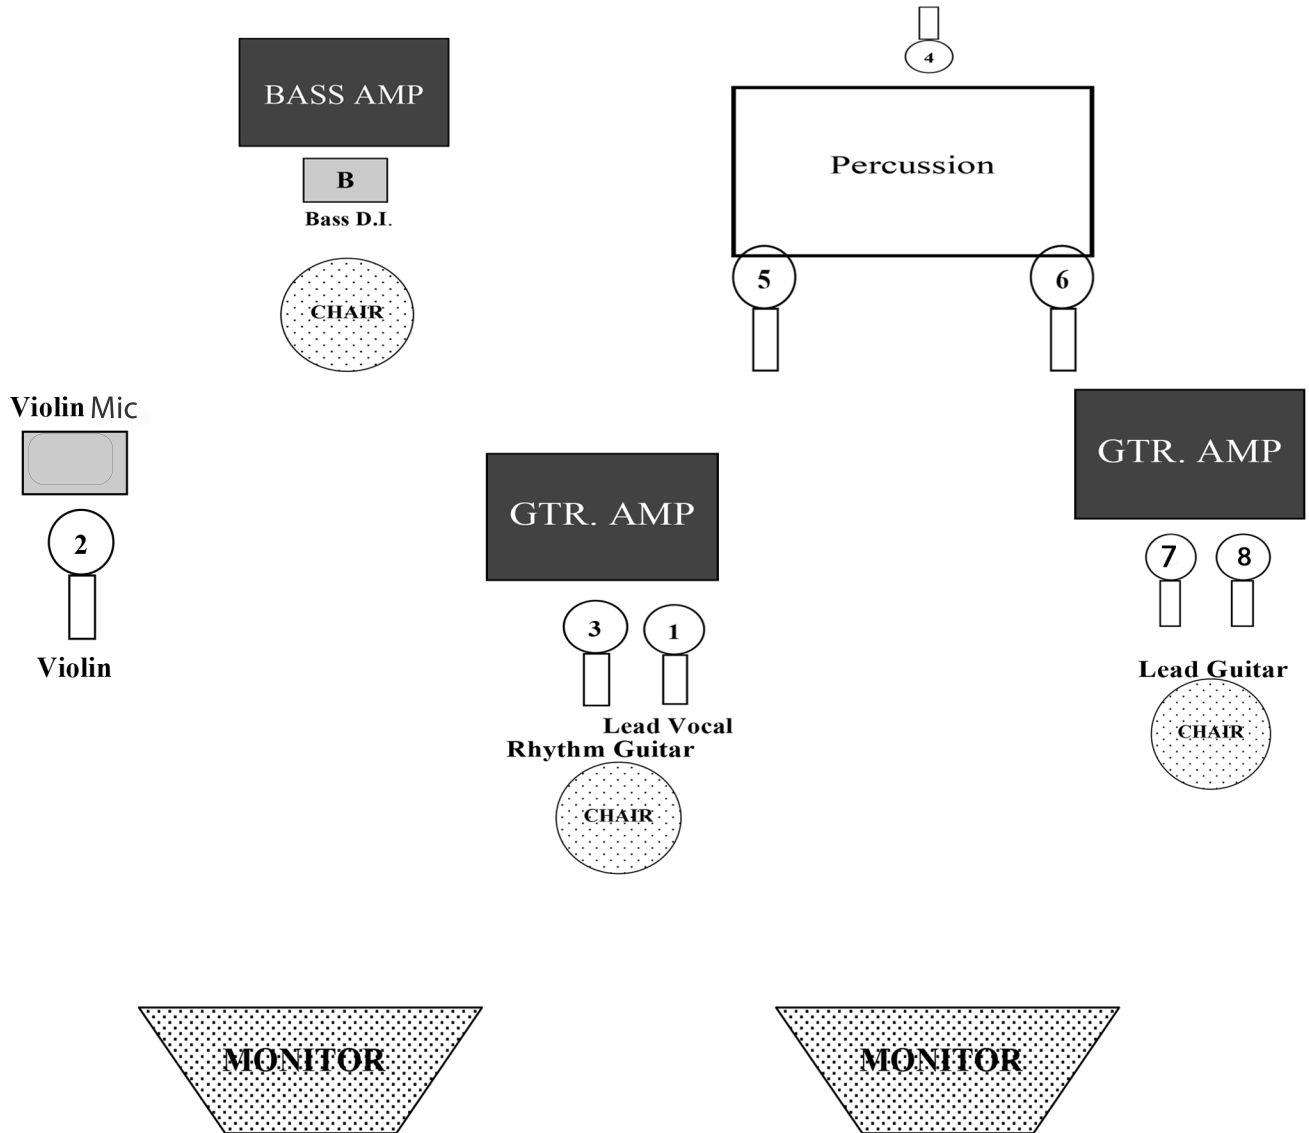 4
BASS AMP
Percussion
B
Bass D.I.
5
6
CHAIR
Violin Mic
GTR. AMP
GTR. AMP
2
7
8
3
1
Violin
Lead Guitar
Lead Vocal
CHAIR
Rhythm Guitar
CHAIR
MONITOR
MONITOR